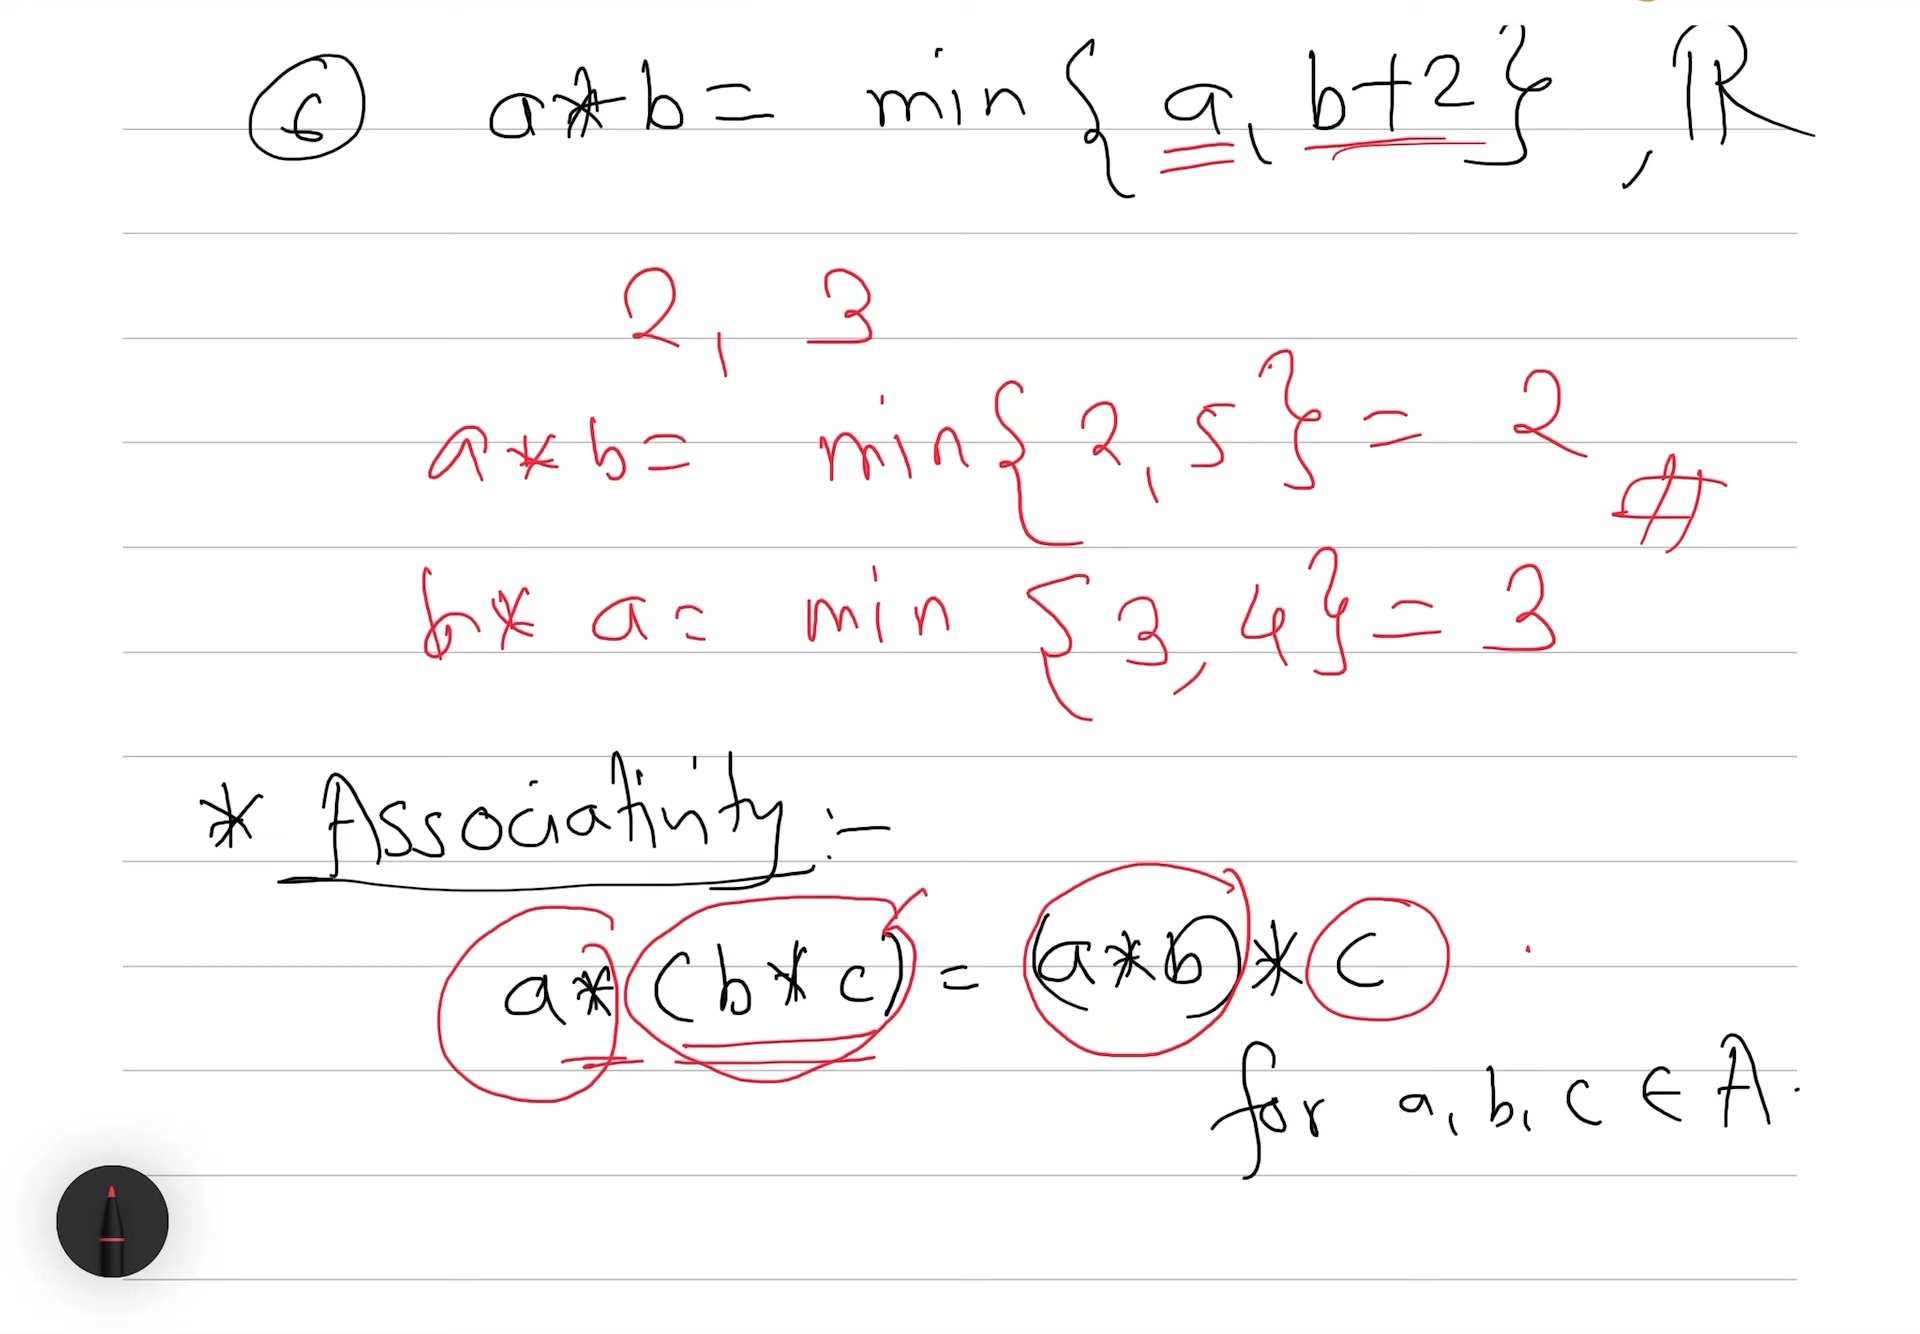 ⑥ a*b = min{a, b+2}, ℝ
2, 3
a*b = min{2, 5} = 2
#
b*a = min{3, 4} = 3
* Associativity :-
a*(b*c) = (a*b)*c
for a, b, c ∈ A.